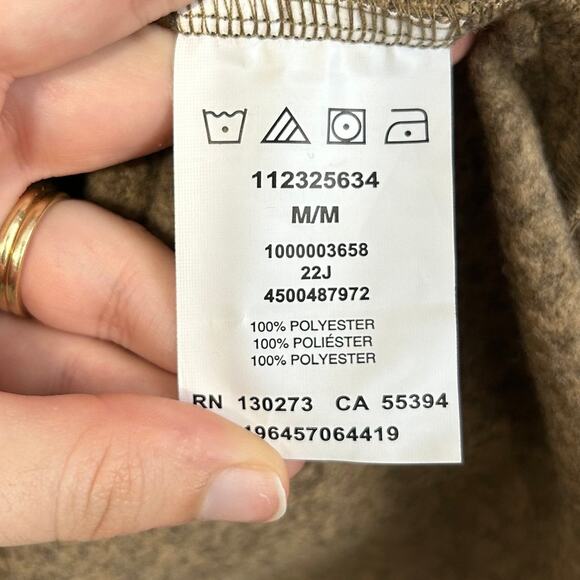 112325634
M/M
1000003658
22J
4500487972
100% POLYESTER
100% POLIÉSTER
100% POLYESTER
RN 130273 CA 55394
196457064419